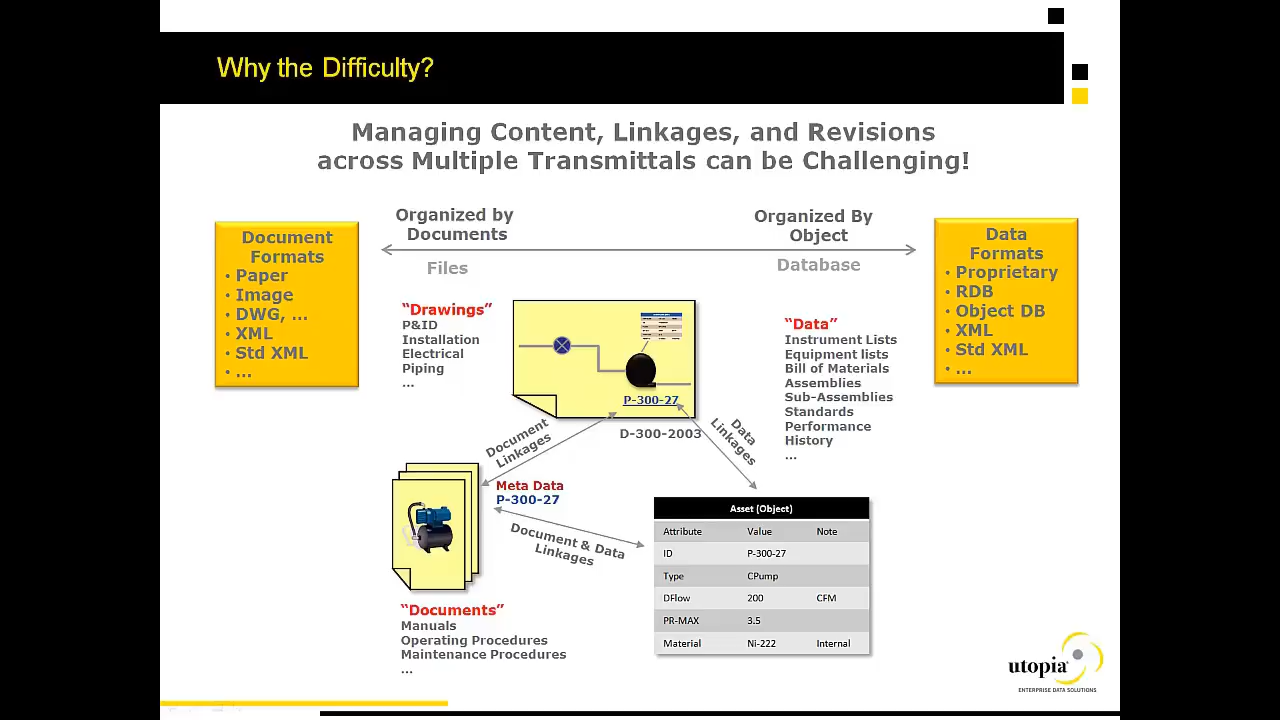 Why the Difficulty?
Managing Content, Linkages, and Revisions
across Multiple Transmittals can be Challenging!
Organized by
Documents
Files
Organized By
Object
Database
Document
Formats
• Paper
• Image
• DWG, ...
• XML
• Std XML
• ...
Data
Formats
• Proprietary
• RDB
• Object DB
• XML
• Std XML
• ...
“Drawings”
P&ID
Installation
Electrical
Piping
...
P-300-27
D-300-2003
“Data”
Instrument Lists
Equipment lists
Bill of Materials
Assemblies
Sub-Assemblies
Standards
Performance
History
...
Document
Linkages
Data
Linkages
Meta Data
P-300-27
Document & Data
Linkages
Asset (Object)
Attribute Value Note
ID P-300-27
Type CPump
DFlow 200 CFM
PR-MAX 3.5
Material Ni-222 Internal
“Documents”
Manuals
Operating Procedures
Maintenance Procedures
...
utopia
ENTERPRISE DATA SOLUTIONS